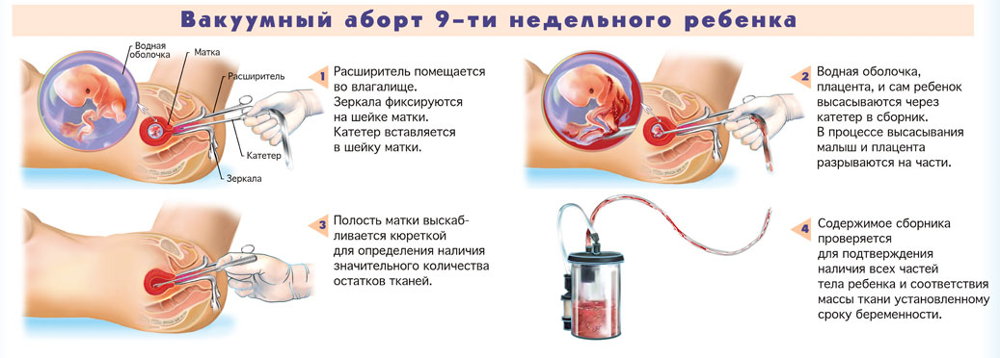 Вакуумный аборт 9-ти недельного ребенка
Водная
оболочка
Матка
Расширитель
Катетер
Зеркала
1
Расширитель помещается
во влагалище.
Зеркала фиксируются
на шейке матки.
Катетер вставляется
в шейку матки.
2
Водная оболочка,
плацента, и сам ребенок
высасываются через
катетер в сборник.
В процессе высасывания
малыш и плацента
разрываются на части.
3
Полость матки выскаб-
ливается кюреткой
для определения наличия
значительного количества
остатков тканей.
4
Содержимое сборника
проверяется
для подтверждения
наличия всех частей
тела ребенка и соответствия
массы ткани установленному
сроку беременности.